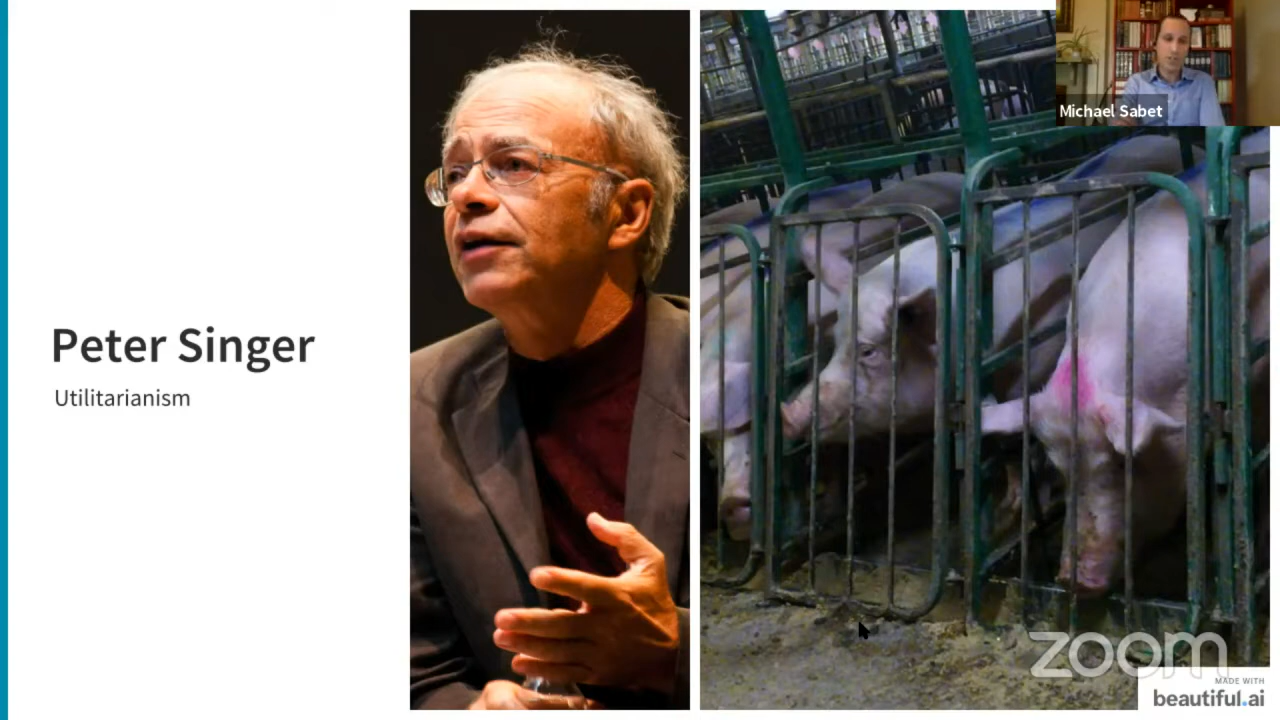 Michael Sabet
Peter Singer
Utilitarianism
zoom
MADE WITH
beautiful.ai